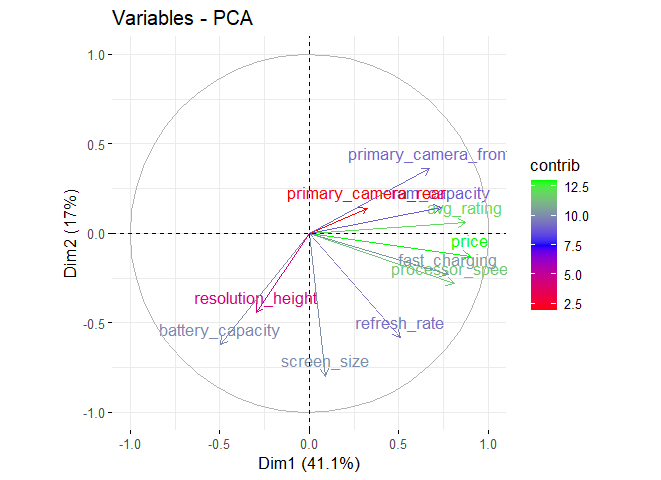 Variables - PCA
1.0
0.5
0.0
-0.5
-1.0
Dim2 (17%)
primary_camera_front
primary_camera_rear
capacity
avg_rating
price
fast_charging
processor_spee
resolution_height
battery_capacity
refresh_rate
screen_size
-1.0
-0.5
0.0
0.5
1.0
Dim1 (41.1%)
contrib
12.5
10.0
7.5
5.0
2.5